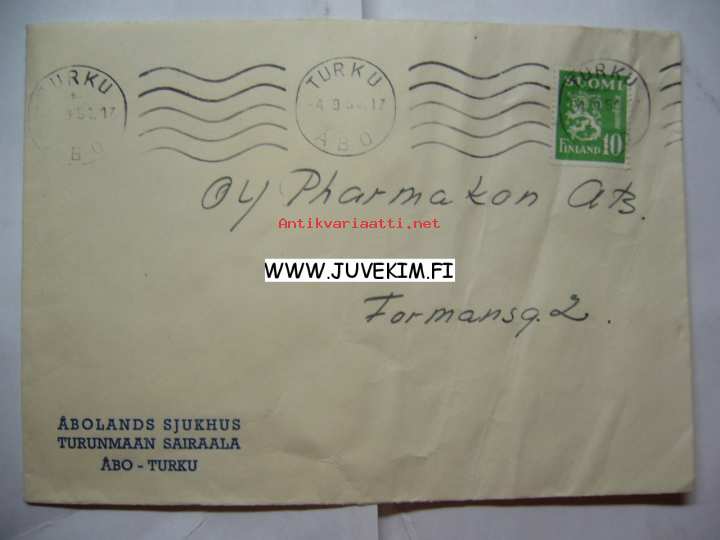 TURKU
ÅBO
TURKU
ÅBO
TURKU
SUOMI
FINLAND 10
OY Pharmakon AB.
Antikvariaatti.net
WWW.JUVEKIM.FI
Formansg. 2.
ÅBOLANDS SJUKHUS
TURUNMAAN SAIRAALA
ÅBO - TURKU